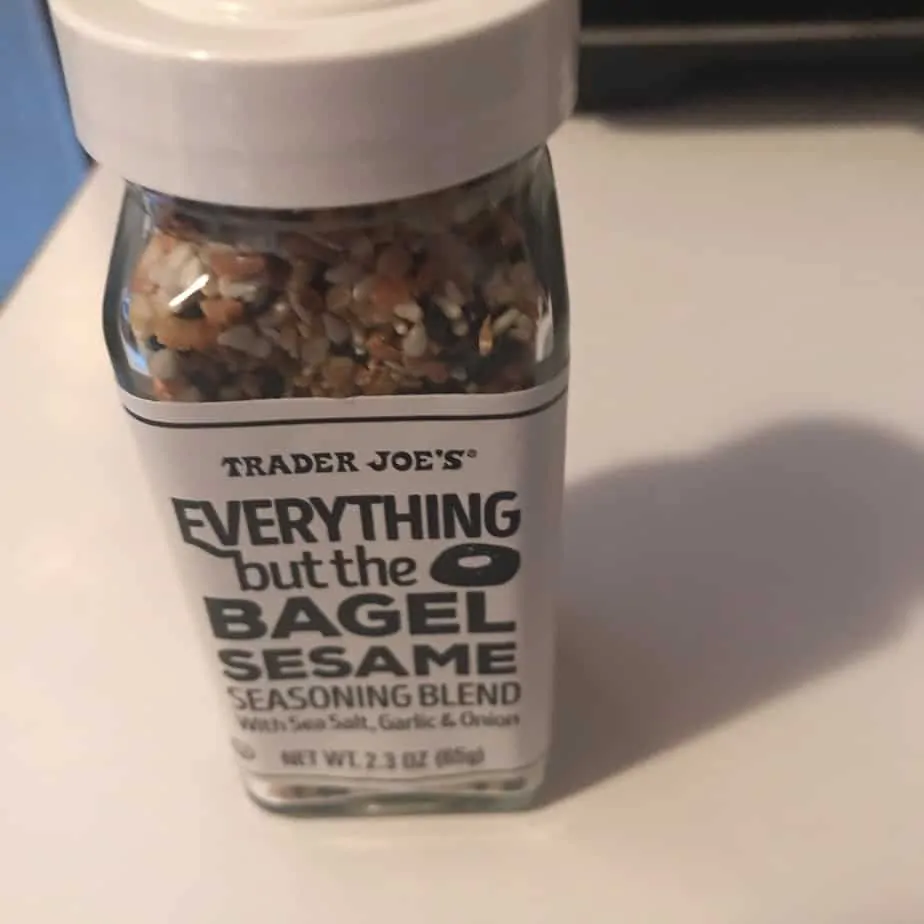 TRADER JOE'S®
EVERYTHING
but the
BAGEL
SESAME
SEASONING BLEND
With Sea Salt, Garlic & Onion
NET WT. 2.3 OZ (65g)